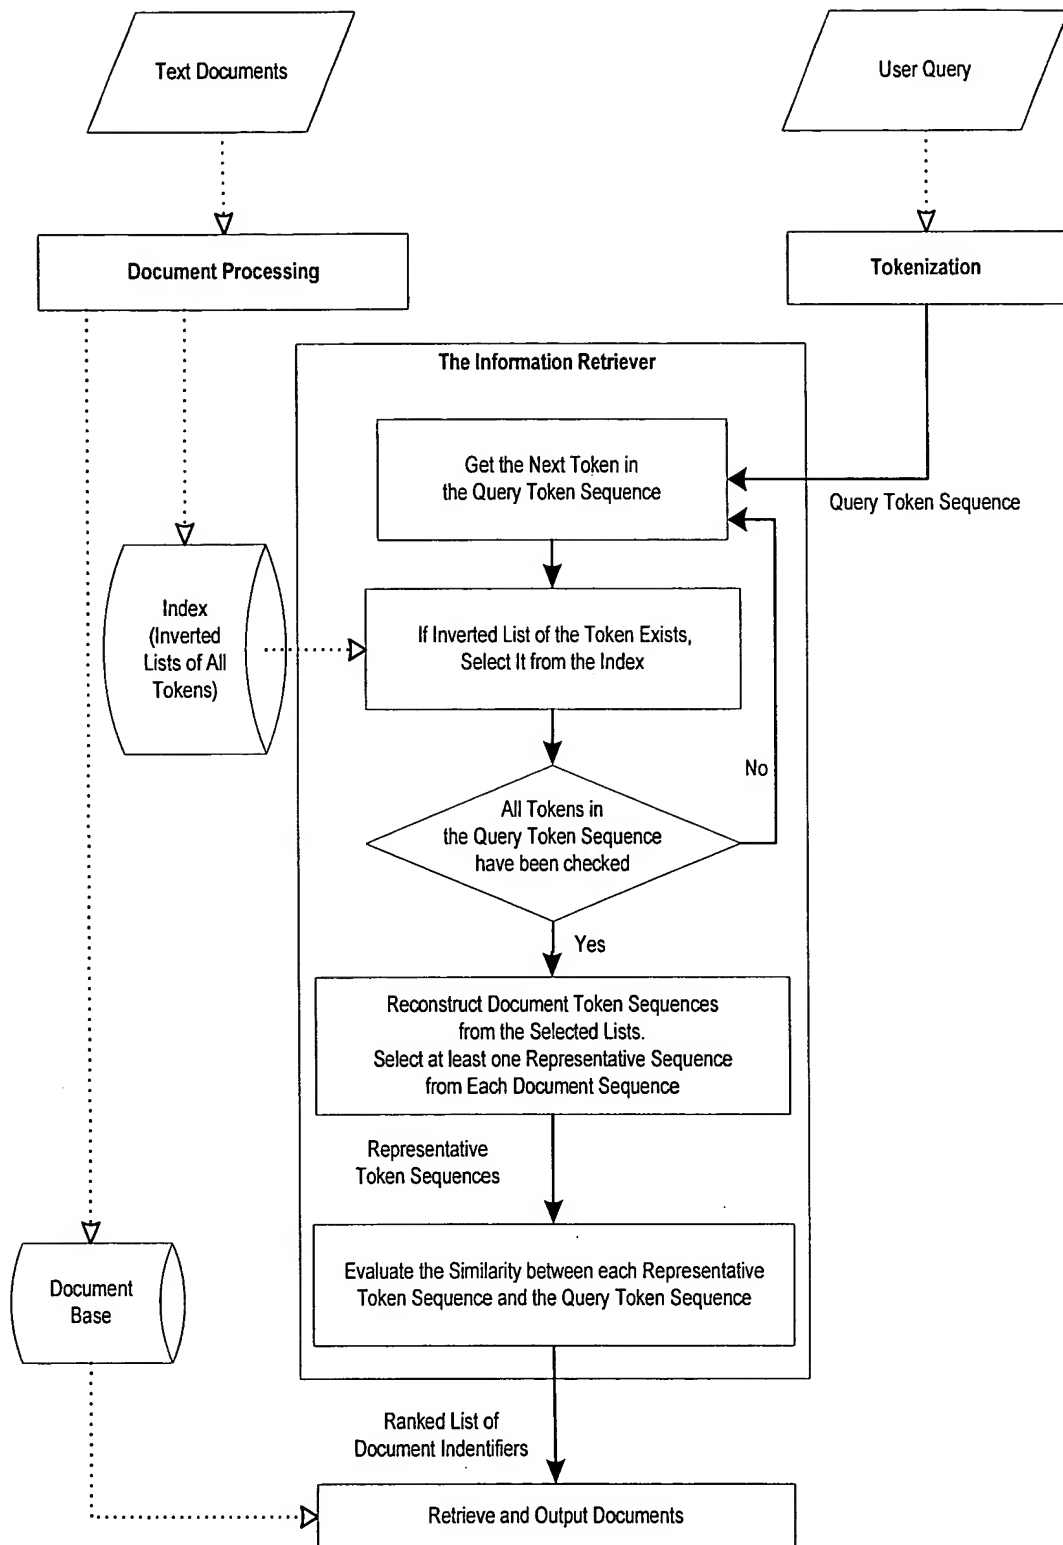 Text Documents
User Query
Document Processing
Tokenization
The Information Retriever
Get the Next Token in
the Query Token Sequence
Query Token Sequence
Index
(Inverted
Lists of All
Tokens)
If Inverted List of the Token Exists,
Select It from the Index
No
All Tokens in
the Query Token Sequence
have been checked
Yes
Reconstruct Document Token Sequences
from the Selected Lists.
Select at least one Representative Sequence
from Each Document Sequence
Representative
Token Sequences
Document
Base
Evaluate the Similarity between each Representative
Token Sequence and the Query Token Sequence
Ranked List of
Document Indentifiers
Retrieve and Output Documents